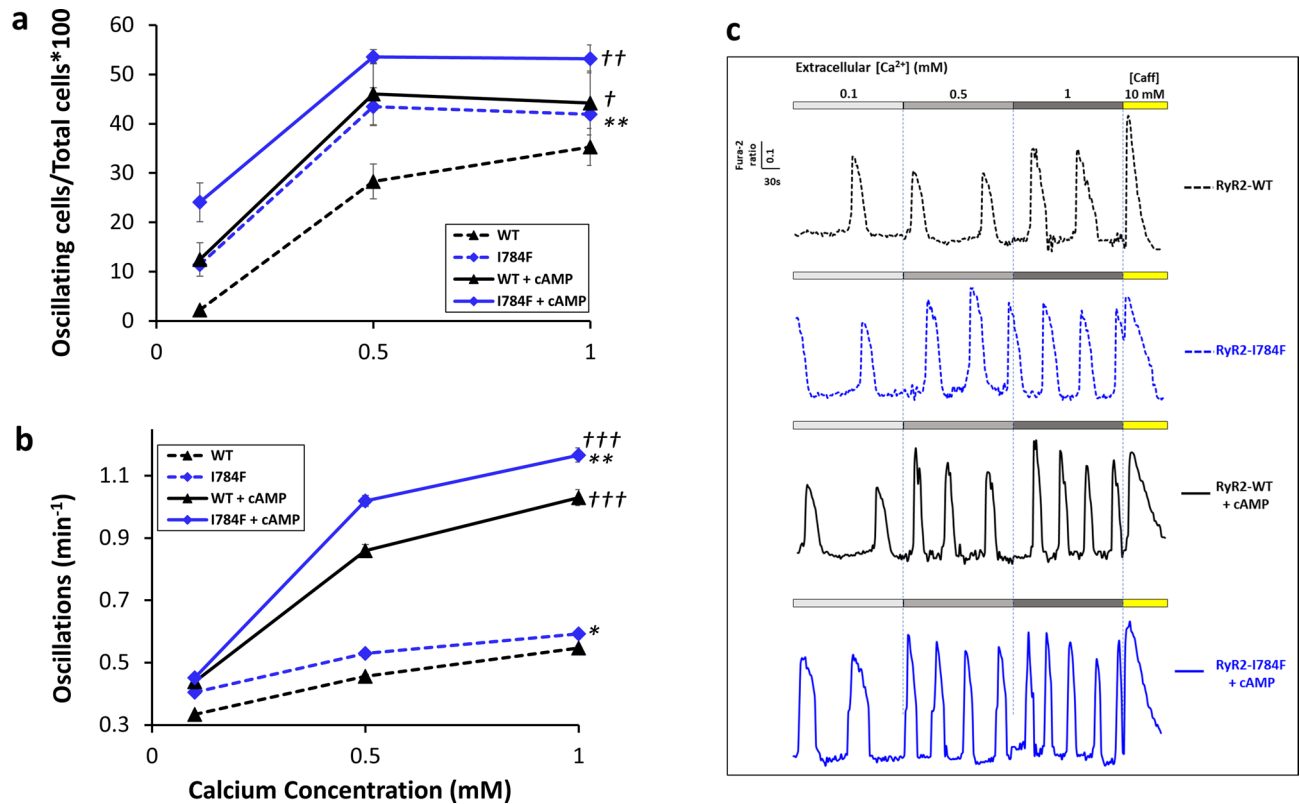 a
Oscillating cells/Total cells*100
60
50
40
30
20
10
0
0
0.5
1
††
†
**
WT
I784F
WT + cAMP
I784F + cAMP
b
Oscillations (min-1)
1.1
0.9
0.7
0.5
0.3
0
0.5
1
†††
**
†††
*
WT
I784F
WT + cAMP
I784F + cAMP
Calcium Concentration (mM)
c
Extracellular [Ca2+] (mM)
[Caff]
0.1
0.5
1
10 mM
Fura-2
ratio
0.1
30s
RyR2-WT
RyR2-I784F
RyR2-WT
+ cAMP
RyR2-I784F
+ cAMP